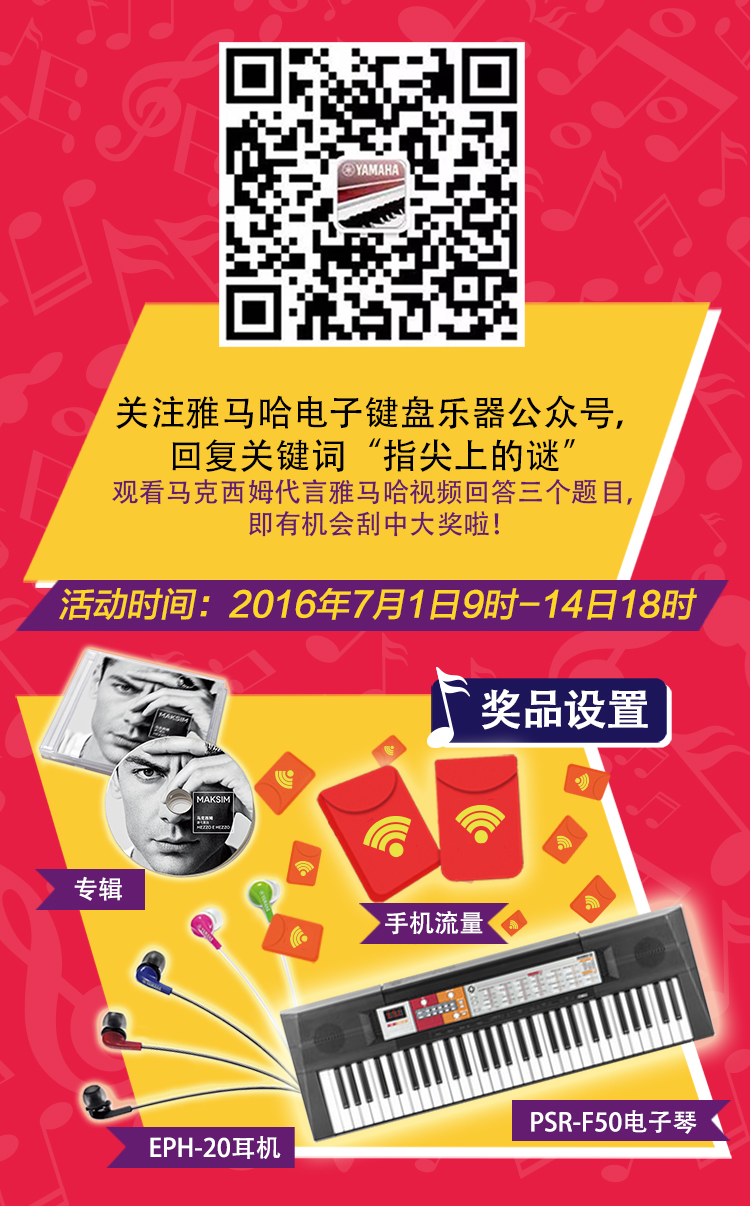 YAMAHA
关注雅马哈电子键盘乐器公众号,
回复关键词“指尖上的谜”
观看马克西姆代言雅马哈视频回答三个题目,
即有机会刮中大奖啦!
活动时间：2016年7月1日9时-14日18时
奖品设置
MAKSIM
MAKSIM
马克西姆
MEZZO E MEZZO
专辑
手机流量
PSR-F50电子琴
EPH-20耳机